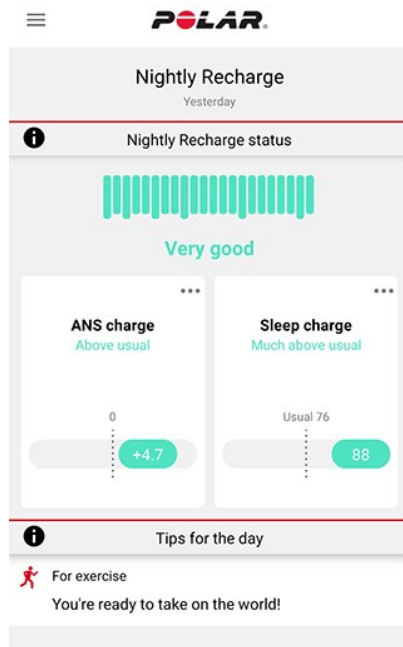 POLAR.
Nightly Recharge
Yesterday
Nightly Recharge status
Very good
ANS charge
Above usual
0
+4.7
Sleep charge
Much above usual
Usual 76
88
Tips for the day
For exercise
You're ready to take on the world!